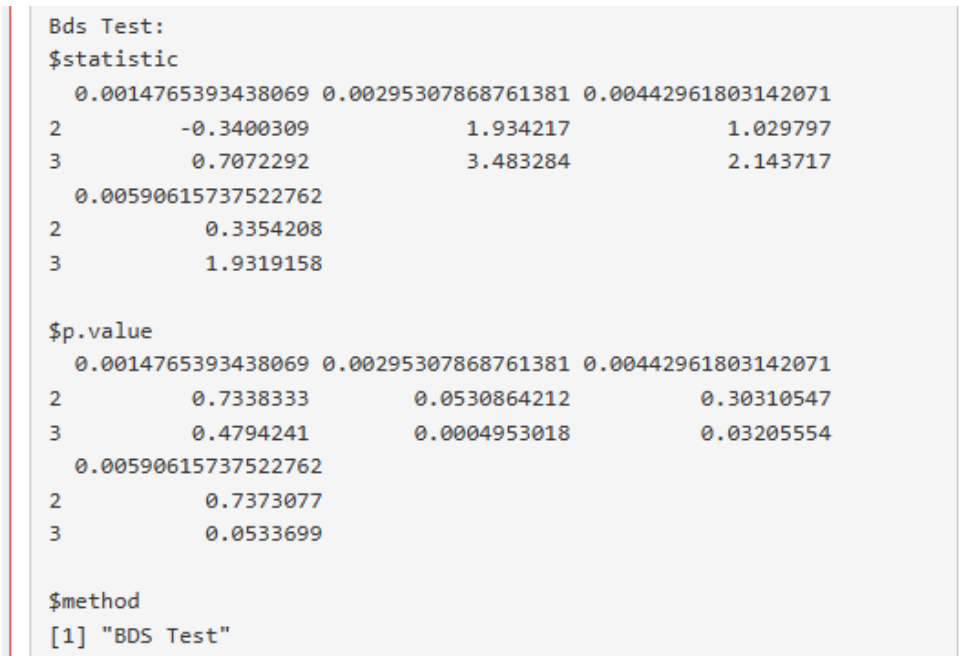 Bds Test:
$statistic
  0.0014765393438069 0.00295307868761381 0.00442961803142071
2         -0.3400309            1.934217            1.029797
3          0.7072292            3.483284            2.143717
  0.00590615737522762
2           0.3354208
3           1.9319158

$p.value
  0.0014765393438069 0.00295307868761381 0.00442961803142071
2          0.7338333        0.0530864212          0.30310547
3          0.4794241        0.0004953018          0.03205554
  0.00590615737522762
2           0.7373077
3           0.0533699

$method
[1] "BDS Test"